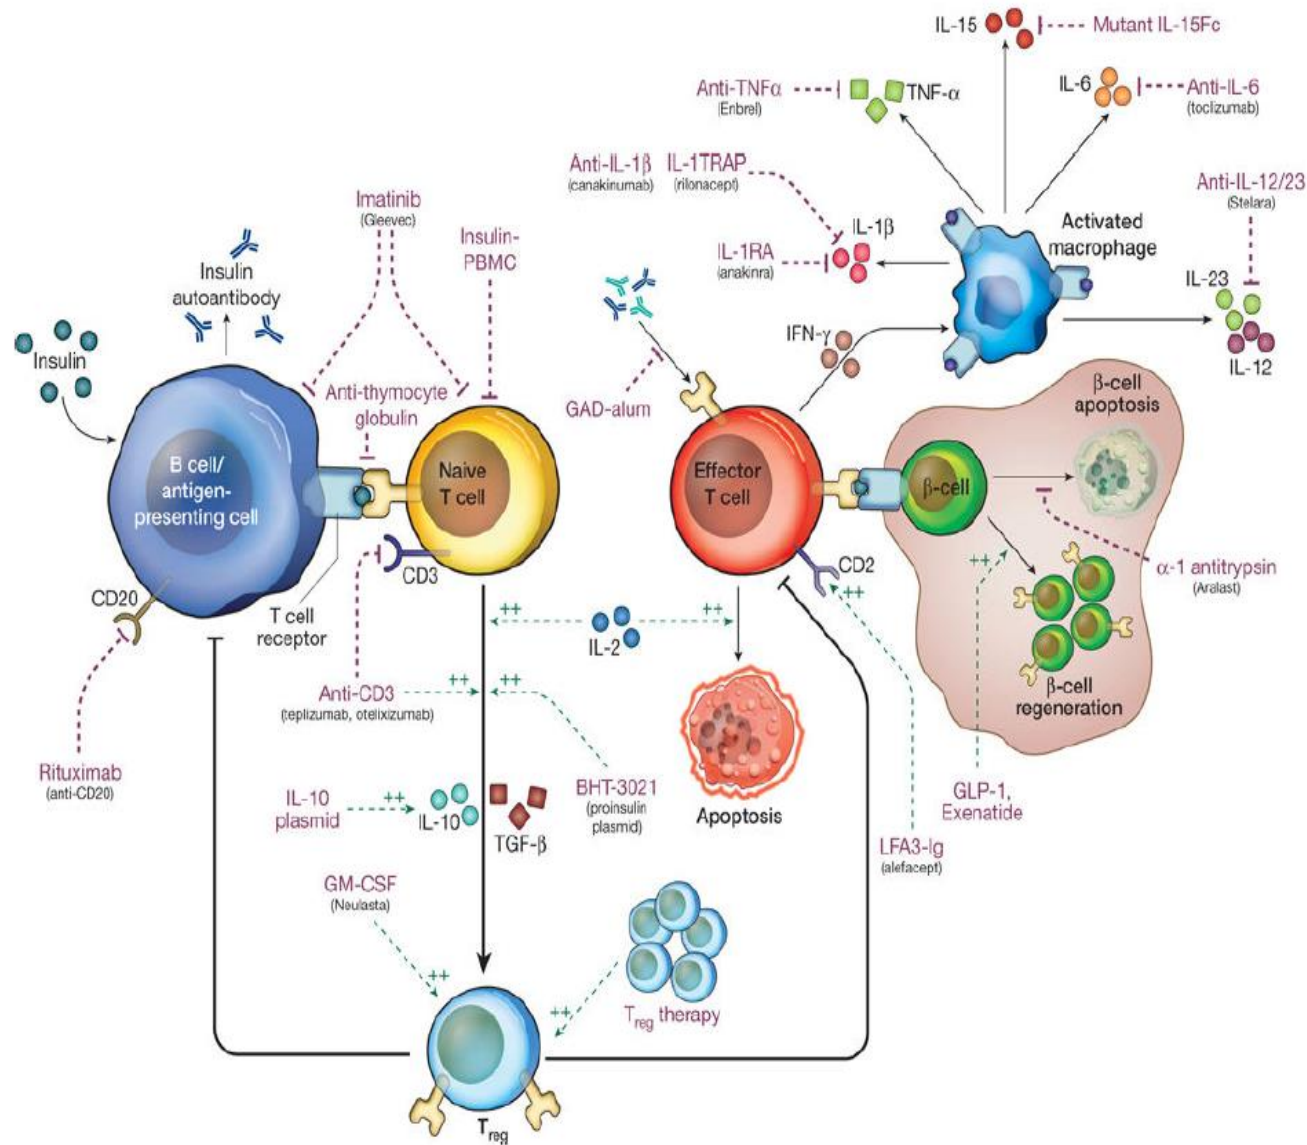 IL-15
Mutant IL-15Fc
Anti-TNFα
(Enbrel)
TNF-α
IL-6
Anti-IL-6
(toclizumab)
Anti-IL-1β
(canakinumab)
IL-1TRAP
(rilonacept)
Anti-IL-12/23
(Stelara)
Imatinib
(Gleevec)
Insulin-
PBMC
IL-1β
IL-1RA
(anakinra)
Activated
macrophage
IL-23
IL-12
Insulin
autoantibody
Insulin
IFN-γ
Anti-thymocyte
globulin
GAD-alum
β-cell
apoptosis
B cell/
antigen-
presenting cell
Naive
T cell
Effector
T cell
β-cell
CD3
CD2
++
++
α-1 antitrypsin
(Aralast)
CD20
T cell
receptor
++
++
IL-2
β-cell
regeneration
Anti-CD3
(teplizumab, otelixizumab)
++
++
Rituximab
(anti-CD20)
IL-10
plasmid
++
IL-10
TGF-β
BHT-3021
(proinsulin
plasmid)
Apoptosis
GLP-1,
Exenatide
LFA3-Ig
(alefacept)
GM-CSF
(Neulasta)
++
++
Treg therapy
Treg